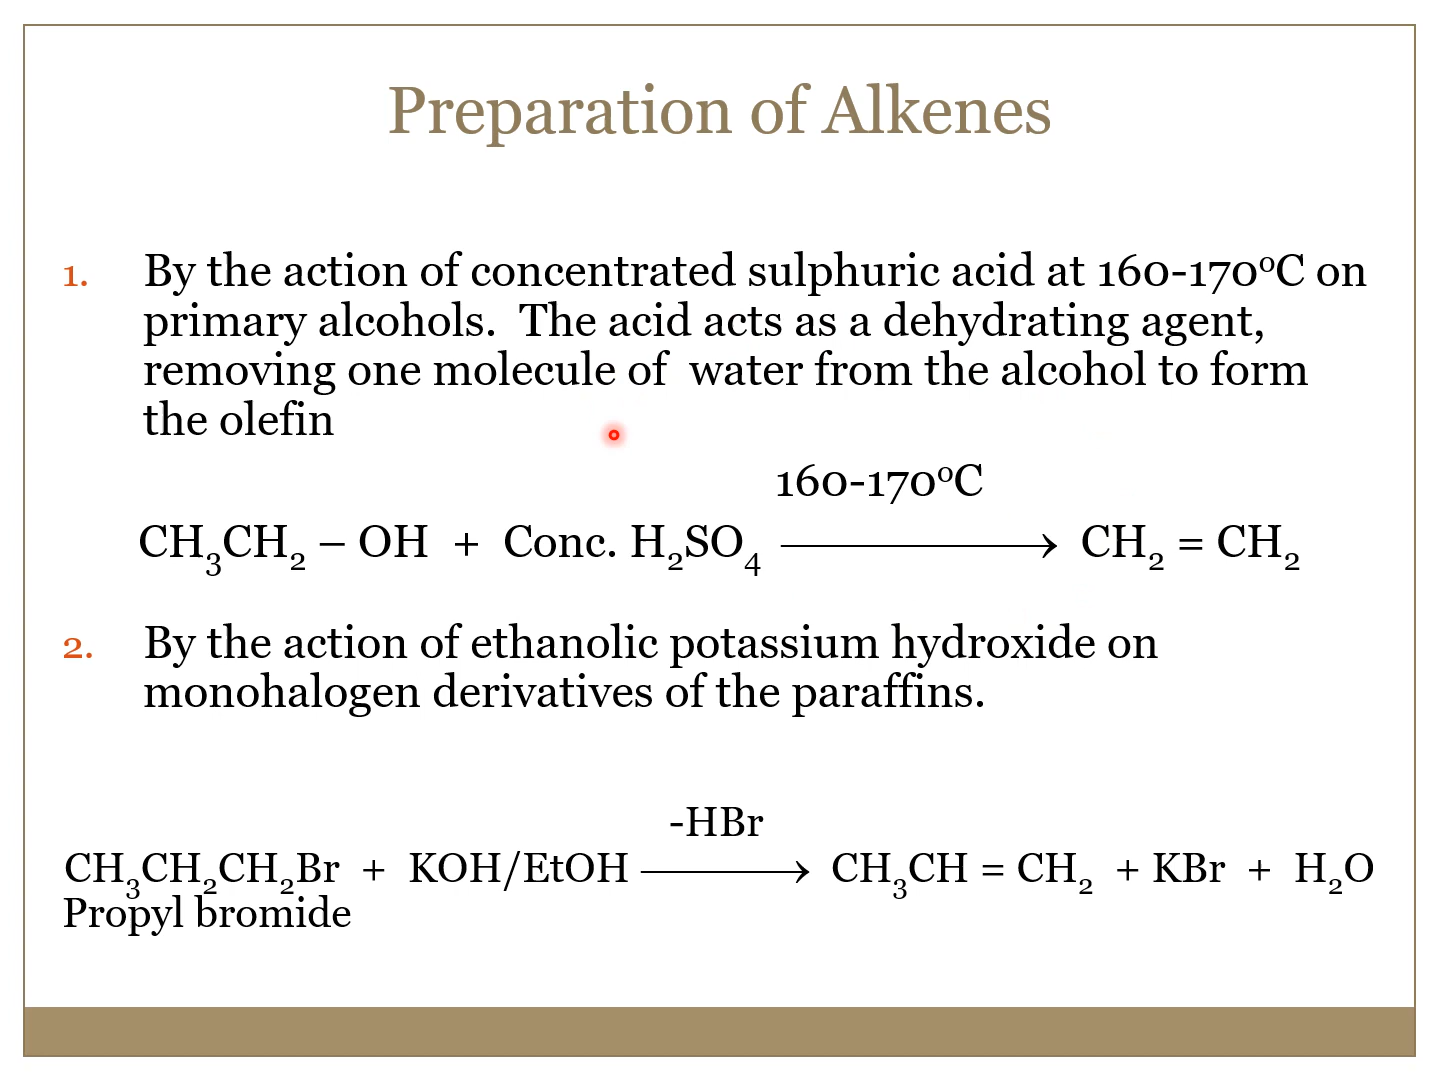 Preparation of Alkenes
1. By the action of concentrated sulphuric acid at 160-170⁰C on
primary alcohols.  The acid acts as a dehydrating agent,
removing one molecule of  water from the alcohol to form
the olefin
160-170⁰C
CH₃CH₂ – OH  +  Conc. H₂SO₄ ⟶ CH₂ = CH₂
2. By the action of ethanolic potassium hydroxide on
monohalogen derivatives of the paraffins.
-HBr
CH₃CH₂CH₂Br  +  KOH/EtOH ⟶ CH₃CH = CH₂  + KBr  +  H₂O
Propyl bromide